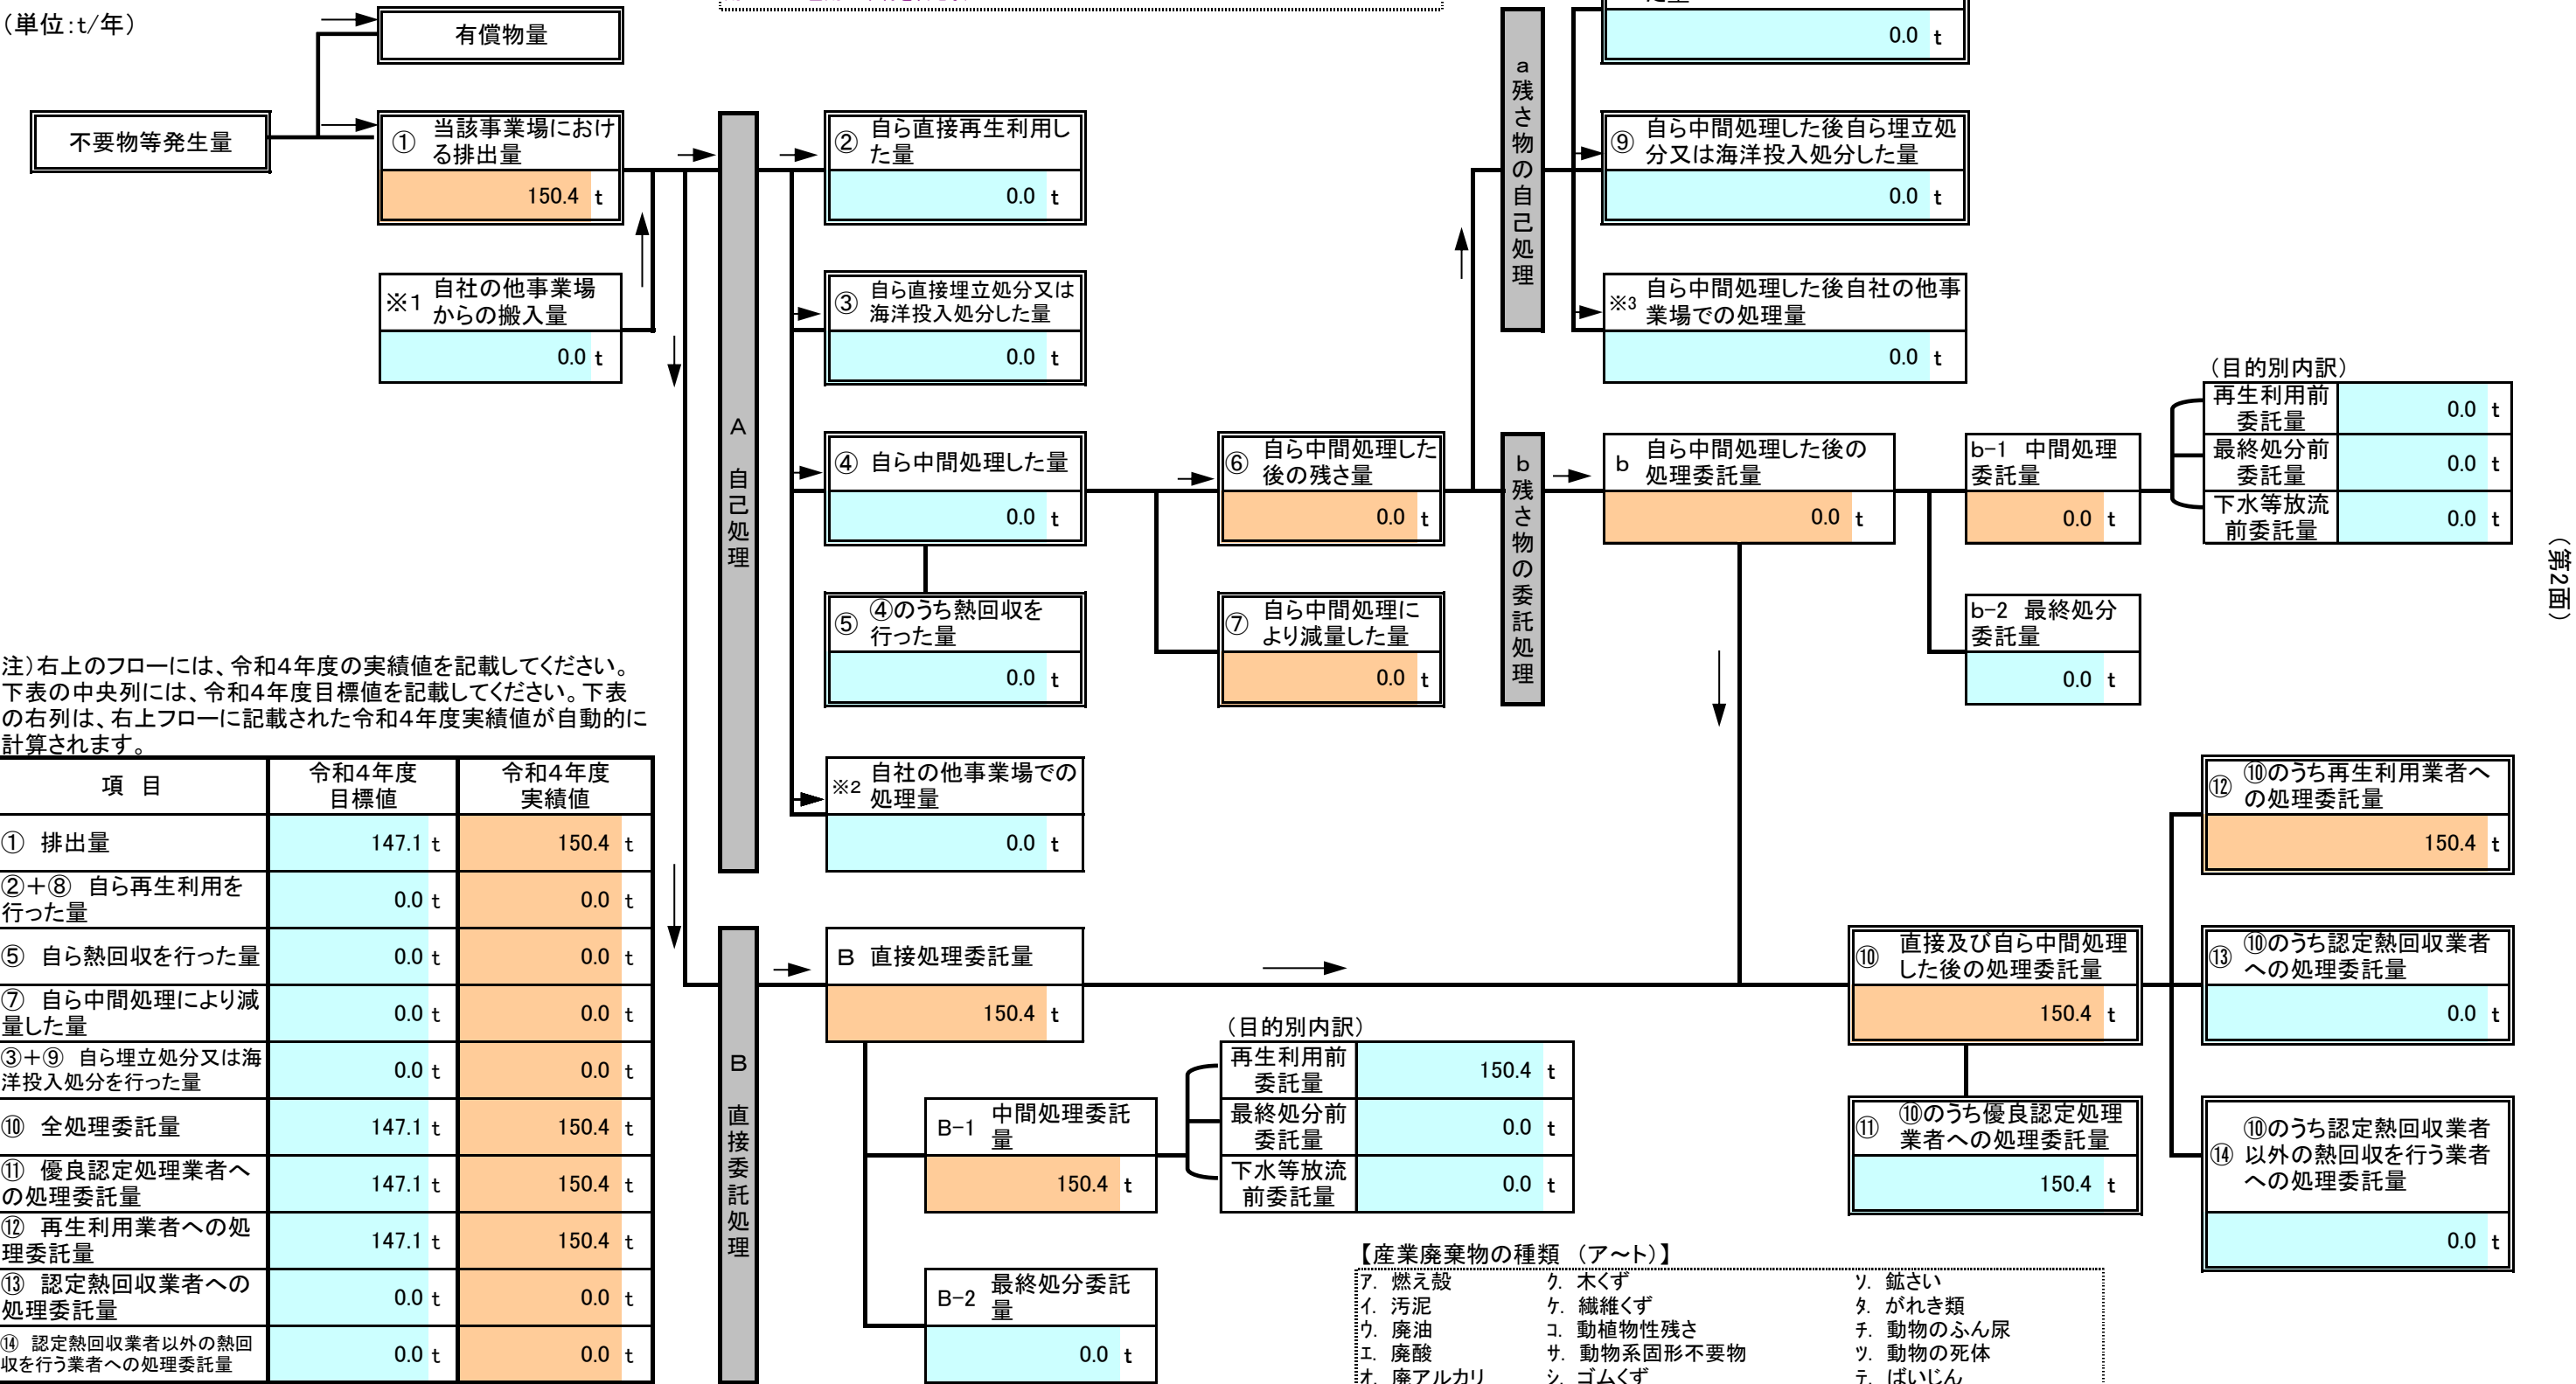 （単位：t/年）
有償物量
不要物等発生量
① 当該事業場におけ
る排出量
150.4 t
※1 自社の他事業場
からの搬入量
0.0 t
A 自己処理
② 自ら直接再生利用し
た量
0.0 t
③ 自ら直接埋立処分又は
海洋投入処分した量
0.0 t
④ 自ら中間処理した量
0.0 t
⑤ ④のうち熱回収を
行った量
0.0 t
※2 自社の他事業場での
処理量
0.0 t
⑥ 自ら中間処理した
後の残さ量
0.0 t
⑦ 自ら中間処理に
より減量した量
0.0 t
a残さ物の自己処理
0.0 t
⑨ 自ら中間処理した後自ら埋立処
分又は海洋投入処分した量
0.0 t
※3 自ら中間処理した後自社の他事
業場での処理量
0.0 t
b残さ物の委託処理
b 自ら中間処理した後の
処理委託量
0.0 t
b-1 中間処理
委託量
0.0 t
b-2 最終処分
委託量
0.0 t
（目的別内訳）
再生利用前
委託量
0.0 t
最終処分前
委託量
0.0 t
下水等放流
前委託量
0.0 t
（第2面）
注）右上のフローには、令和4年度の実績値を記載してください。
下表の中央列には、令和4年度目標値を記載してください。下表
の右列は、右上フローに記載された令和4年度実績値が自動的に
計算されます。
項 目 令和4年度 令和4年度
目標値 実績値
① 排出量 147.1 t 150.4 t
②＋⑧ 自ら再生利用を
行った量 0.0 t 0.0 t
⑤ 自ら熱回収を行った量 0.0 t 0.0 t
⑦ 自ら中間処理により減
量した量 0.0 t 0.0 t
③＋⑨ 自ら埋立処分又は海
洋投入処分を行った量 0.0 t 0.0 t
⑩ 全処理委託量 147.1 t 150.4 t
⑪ 優良認定処理業者へ
の処理委託量 147.1 t 150.4 t
⑫ 再生利用業者への処
理委託量 147.1 t 150.4 t
⑬ 認定熱回収業者への
処理委託量 0.0 t 0.0 t
⑭ 認定熱回収業者以外の熱回
収を行う業者への処理委託量 0.0 t 0.0 t
B 直接委託処理
B 直接処理委託量
150.4 t
B-1 中間処理委託
量
150.4 t
B-2 最終処分委託
量
0.0 t
（目的別内訳）
再生利用前
委託量
150.4 t
最終処分前
委託量
0.0 t
下水等放流
前委託量
0.0 t
⑩ 直接及び自ら中間処理
した後の処理委託量
150.4 t
⑪ ⑩のうち優良認定処理
業者への処理委託量
150.4 t
⑫ ⑩のうち再生利用業者へ
の処理委託量
150.4 t
⑬ ⑩のうち認定熱回収業者
への処理委託量
0.0 t
⑭ ⑩のうち認定熱回収業者
以外の熱回収を行う業者
への処理委託量
0.0 t
【産業廃棄物の種類 （ア～ト）】
ｱ. 燃え殻 ｸ. 木くず ｿ. 鉱さい
ｲ. 汚泥 ｹ. 繊維くず ﾀ. がれき類
ｳ. 廃油 ｺ. 動植物性残さ ﾁ. 動物のふん尿
ｴ. 廃酸 ｻ. 動物系固形不要物 ﾂ. 動物の死体
ｵ. 廃アルカリ ｼ. ゴムくず ﾃ. ばいじん